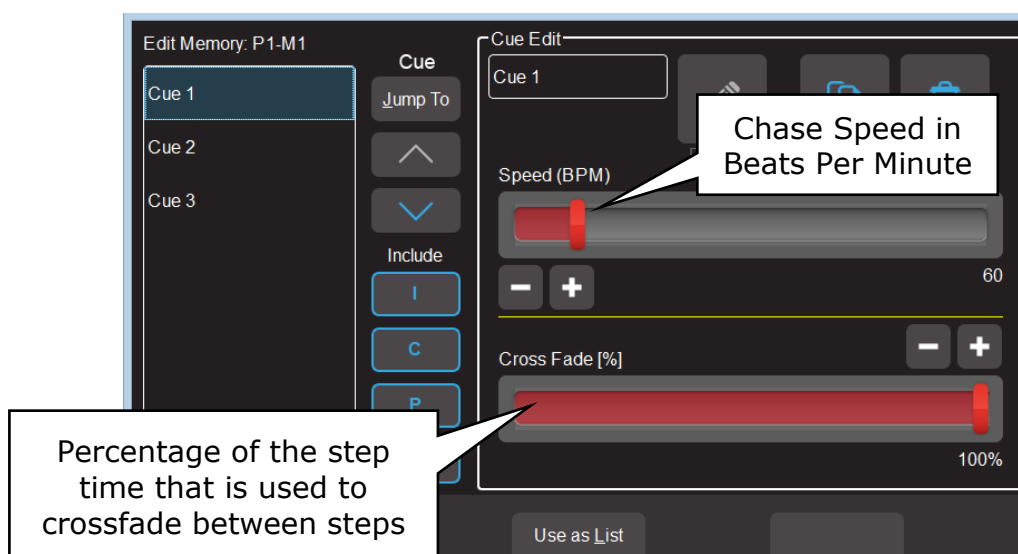 Edit Memory: P1-M1
Cue 1
Cue 2
Cue 3
Cue
Jump To
Include
I
C
P
Cue Edit
Cue 1
Chase Speed in
Beats Per Minute
Speed (BPM)
60
Cross Fade [%]
100%
Percentage of the step
time that is used to
crossfade between steps
Use as List